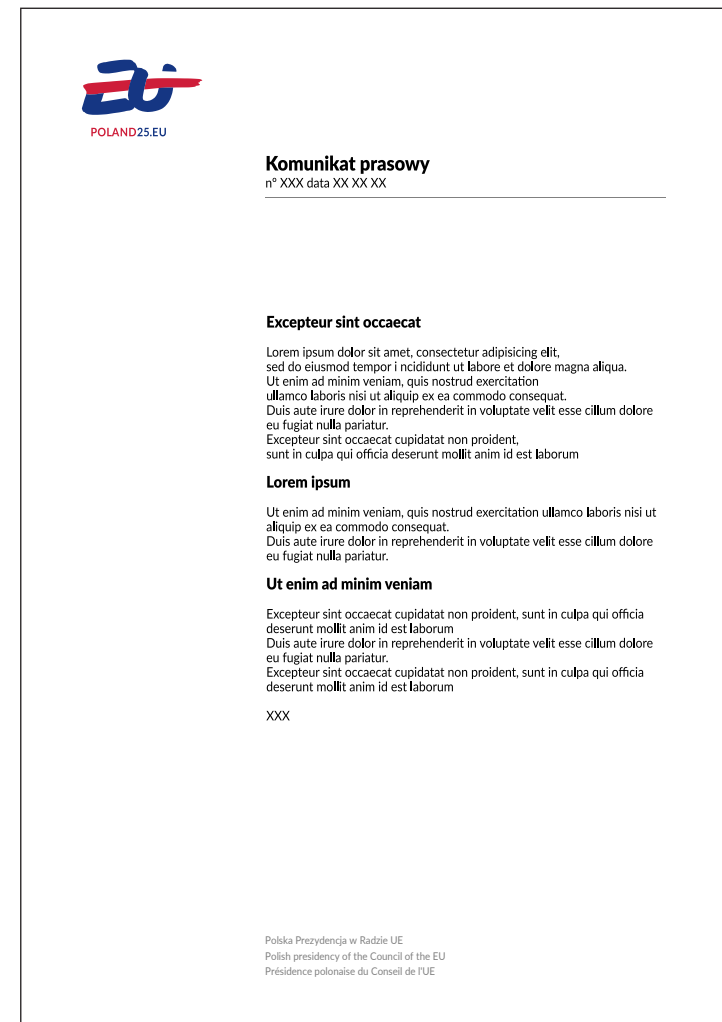 EU
POLAND25.EU
Komunikat prasowy
n° XXX data XX XX XX
Excepteur sint occaecat
Lorem ipsum dolor sit amet, consectetur adipisicing elit,
sed do eiusmod tempor i ncididunt ut labore et dolore magna aliqua.
Ut enim ad minim veniam, quis nostrud exercitation
ullamco laboris nisi ut aliquip ex ea commodo consequat.
Duis aute irure dolor in reprehenderit in voluptate velit esse cillum dolore
eu fugiat nulla pariatur.
Excepteur sint occaecat cupidatat non proident,
sunt in culpa qui officia deserunt mollit anim id est laborum
Lorem ipsum
Ut enim ad minim veniam, quis nostrud exercitation ullamco laboris nisi ut
aliquip ex ea commodo consequat.
Duis aute irure dolor in reprehenderit in voluptate velit esse cillum dolore
eu fugiat nulla pariatur.
Ut enim ad minim veniam
Excepteur sint occaecat cupidatat non proident, sunt in culpa qui officia
deserunt mollit anim id est laborum
Duis aute irure dolor in reprehenderit in voluptate velit esse cillum dolore
eu fugiat nulla pariatur.
Excepteur sint occaecat cupidatat non proident, sunt in culpa qui officia
deserunt mollit anim id est laborum
XXX
Polska Prezydencja w Radzie UE
Polish presidency of the Council of the EU
Présidence polonaise du Conseil de l'UE